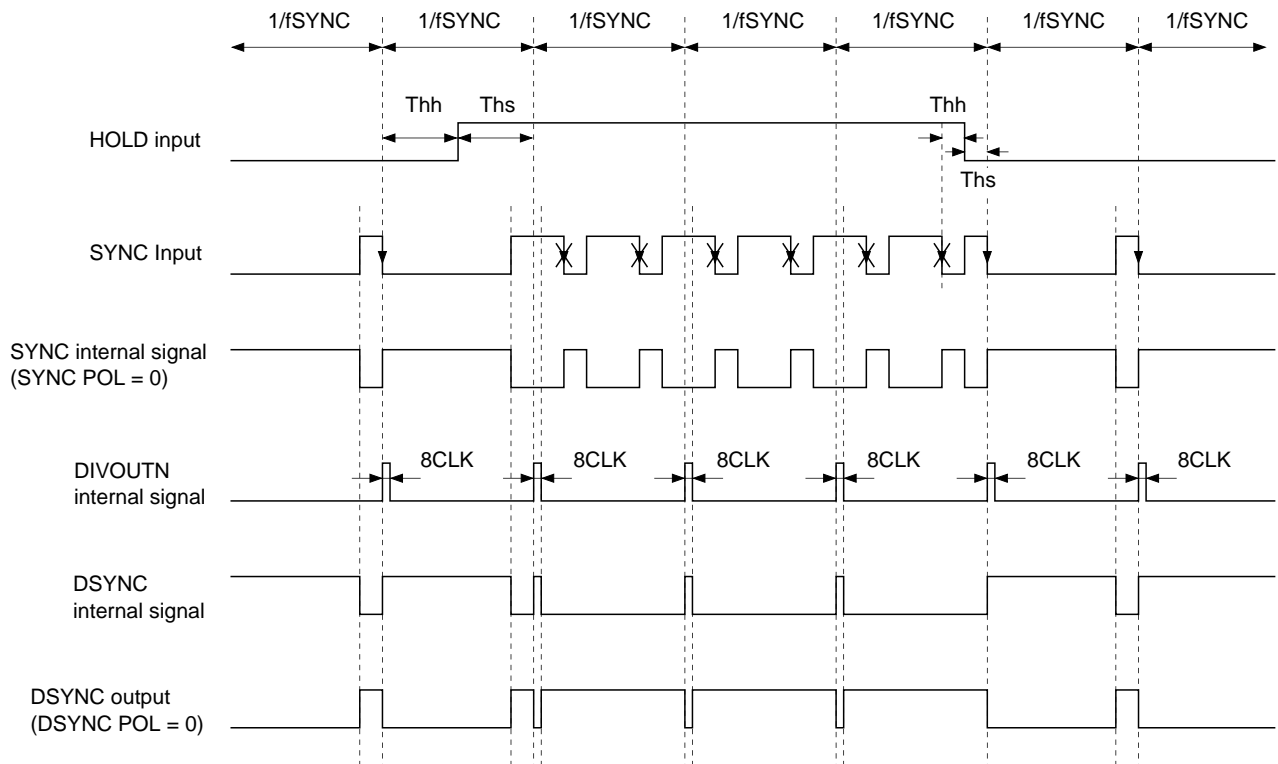 1/fSYNC 1/fSYNC 1/fSYNC 1/fSYNC 1/fSYNC 1/fSYNC 1/fSYNC
Thh Ths Thh
HOLD input
Ths
SYNC Input
SYNC internal signal
(SYNC POL = 0)
8CLK 8CLK 8CLK 8CLK 8CLK 8CLK
DIVOUTN
internal signal
DSYNC
internal signal
DSYNC output
(DSYNC POL = 0)